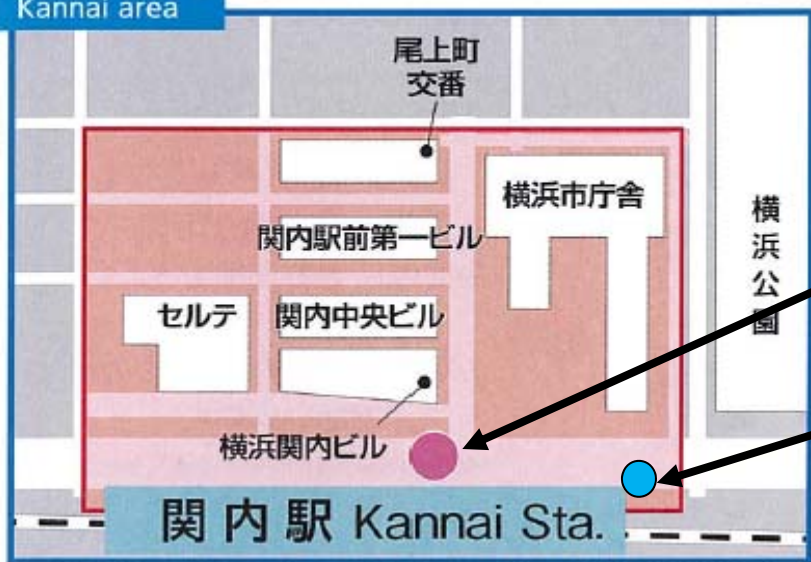 Kannai area
尾上町
交番
横浜市庁舎
関内駅前第一ビル
横浜公園
セルテ
関内中央ビル
横浜関内ビル
関内駅 Kannai Sta.